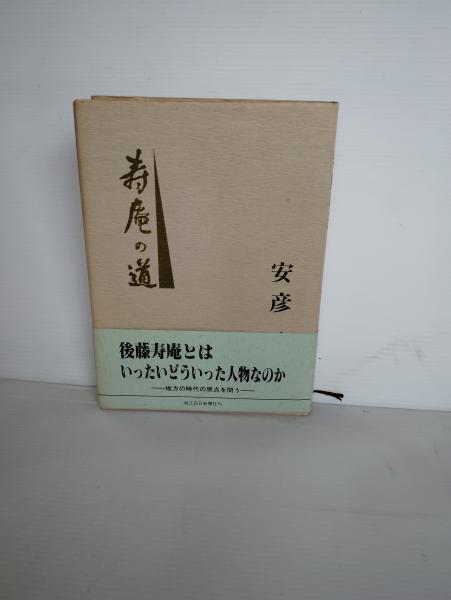 寿庵の道
安彦
後藤寿庵とは
いったいどういった人物なのか
──地方の時代の原点を問う──